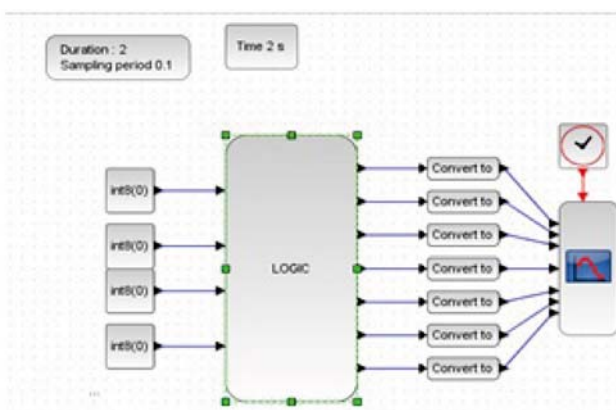 Duration : 2
Sampling period 0.1
Time 2 s
int8(0)
int8(0)
int8(0)
int8(0)
LOGIC
Convert to
Convert to
Convert to
Convert to
Convert to
Convert to
Convert to
...